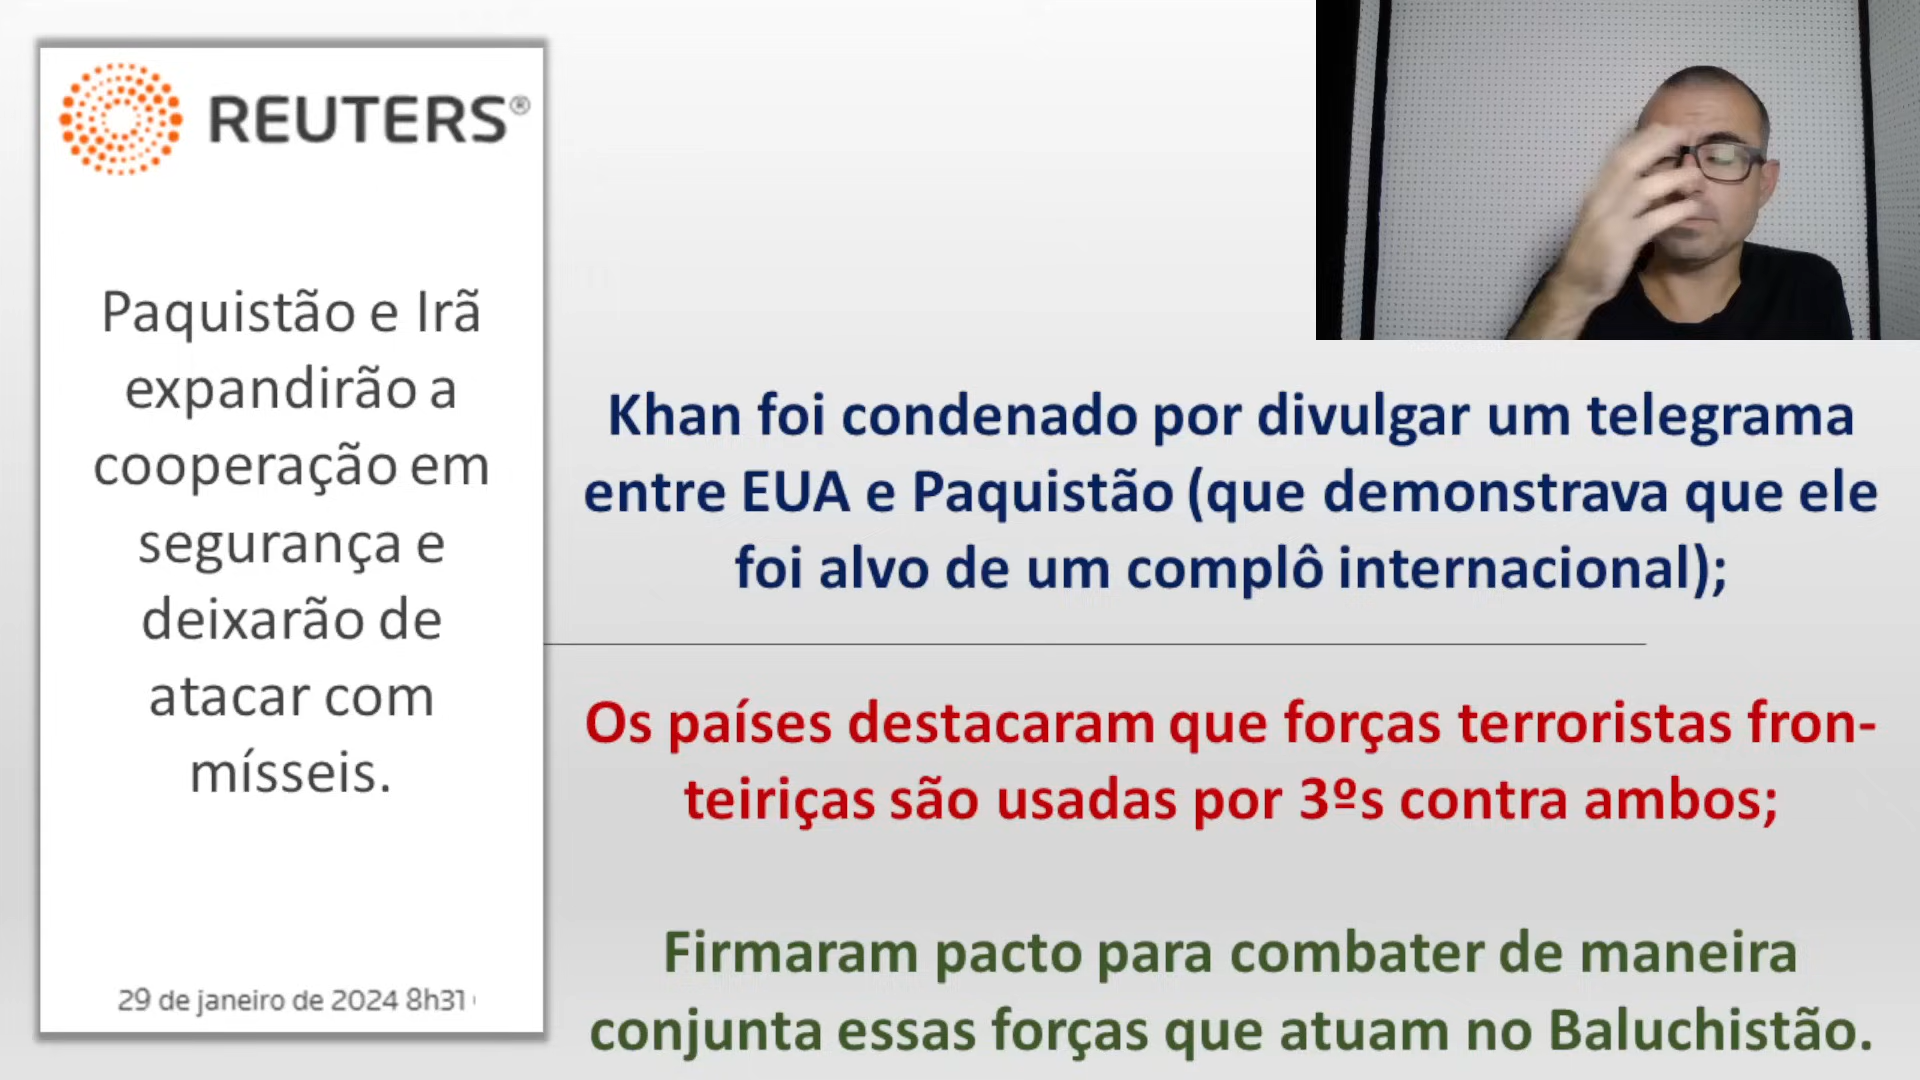 REUTERS®
Paquistão e Irã
expandirão a
cooperação em
segurança e
deixarão de
atacar com
mísseis.
29 de janeiro de 2024 8h31
Khan foi condenado por divulgar um telegrama
entre EUA e Paquistão (que demonstrava que ele
foi alvo de um complô internacional);
Os países destacaram que forças terroristas fron-
teiriças são usadas por 3ºs contra ambos;
Firmaram pacto para combater de maneira
conjunta essas forças que atuam no Baluchistão.